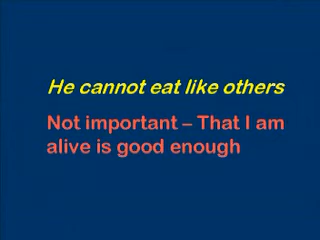 He cannot eat like others
Not important – That I am
alive is good enough